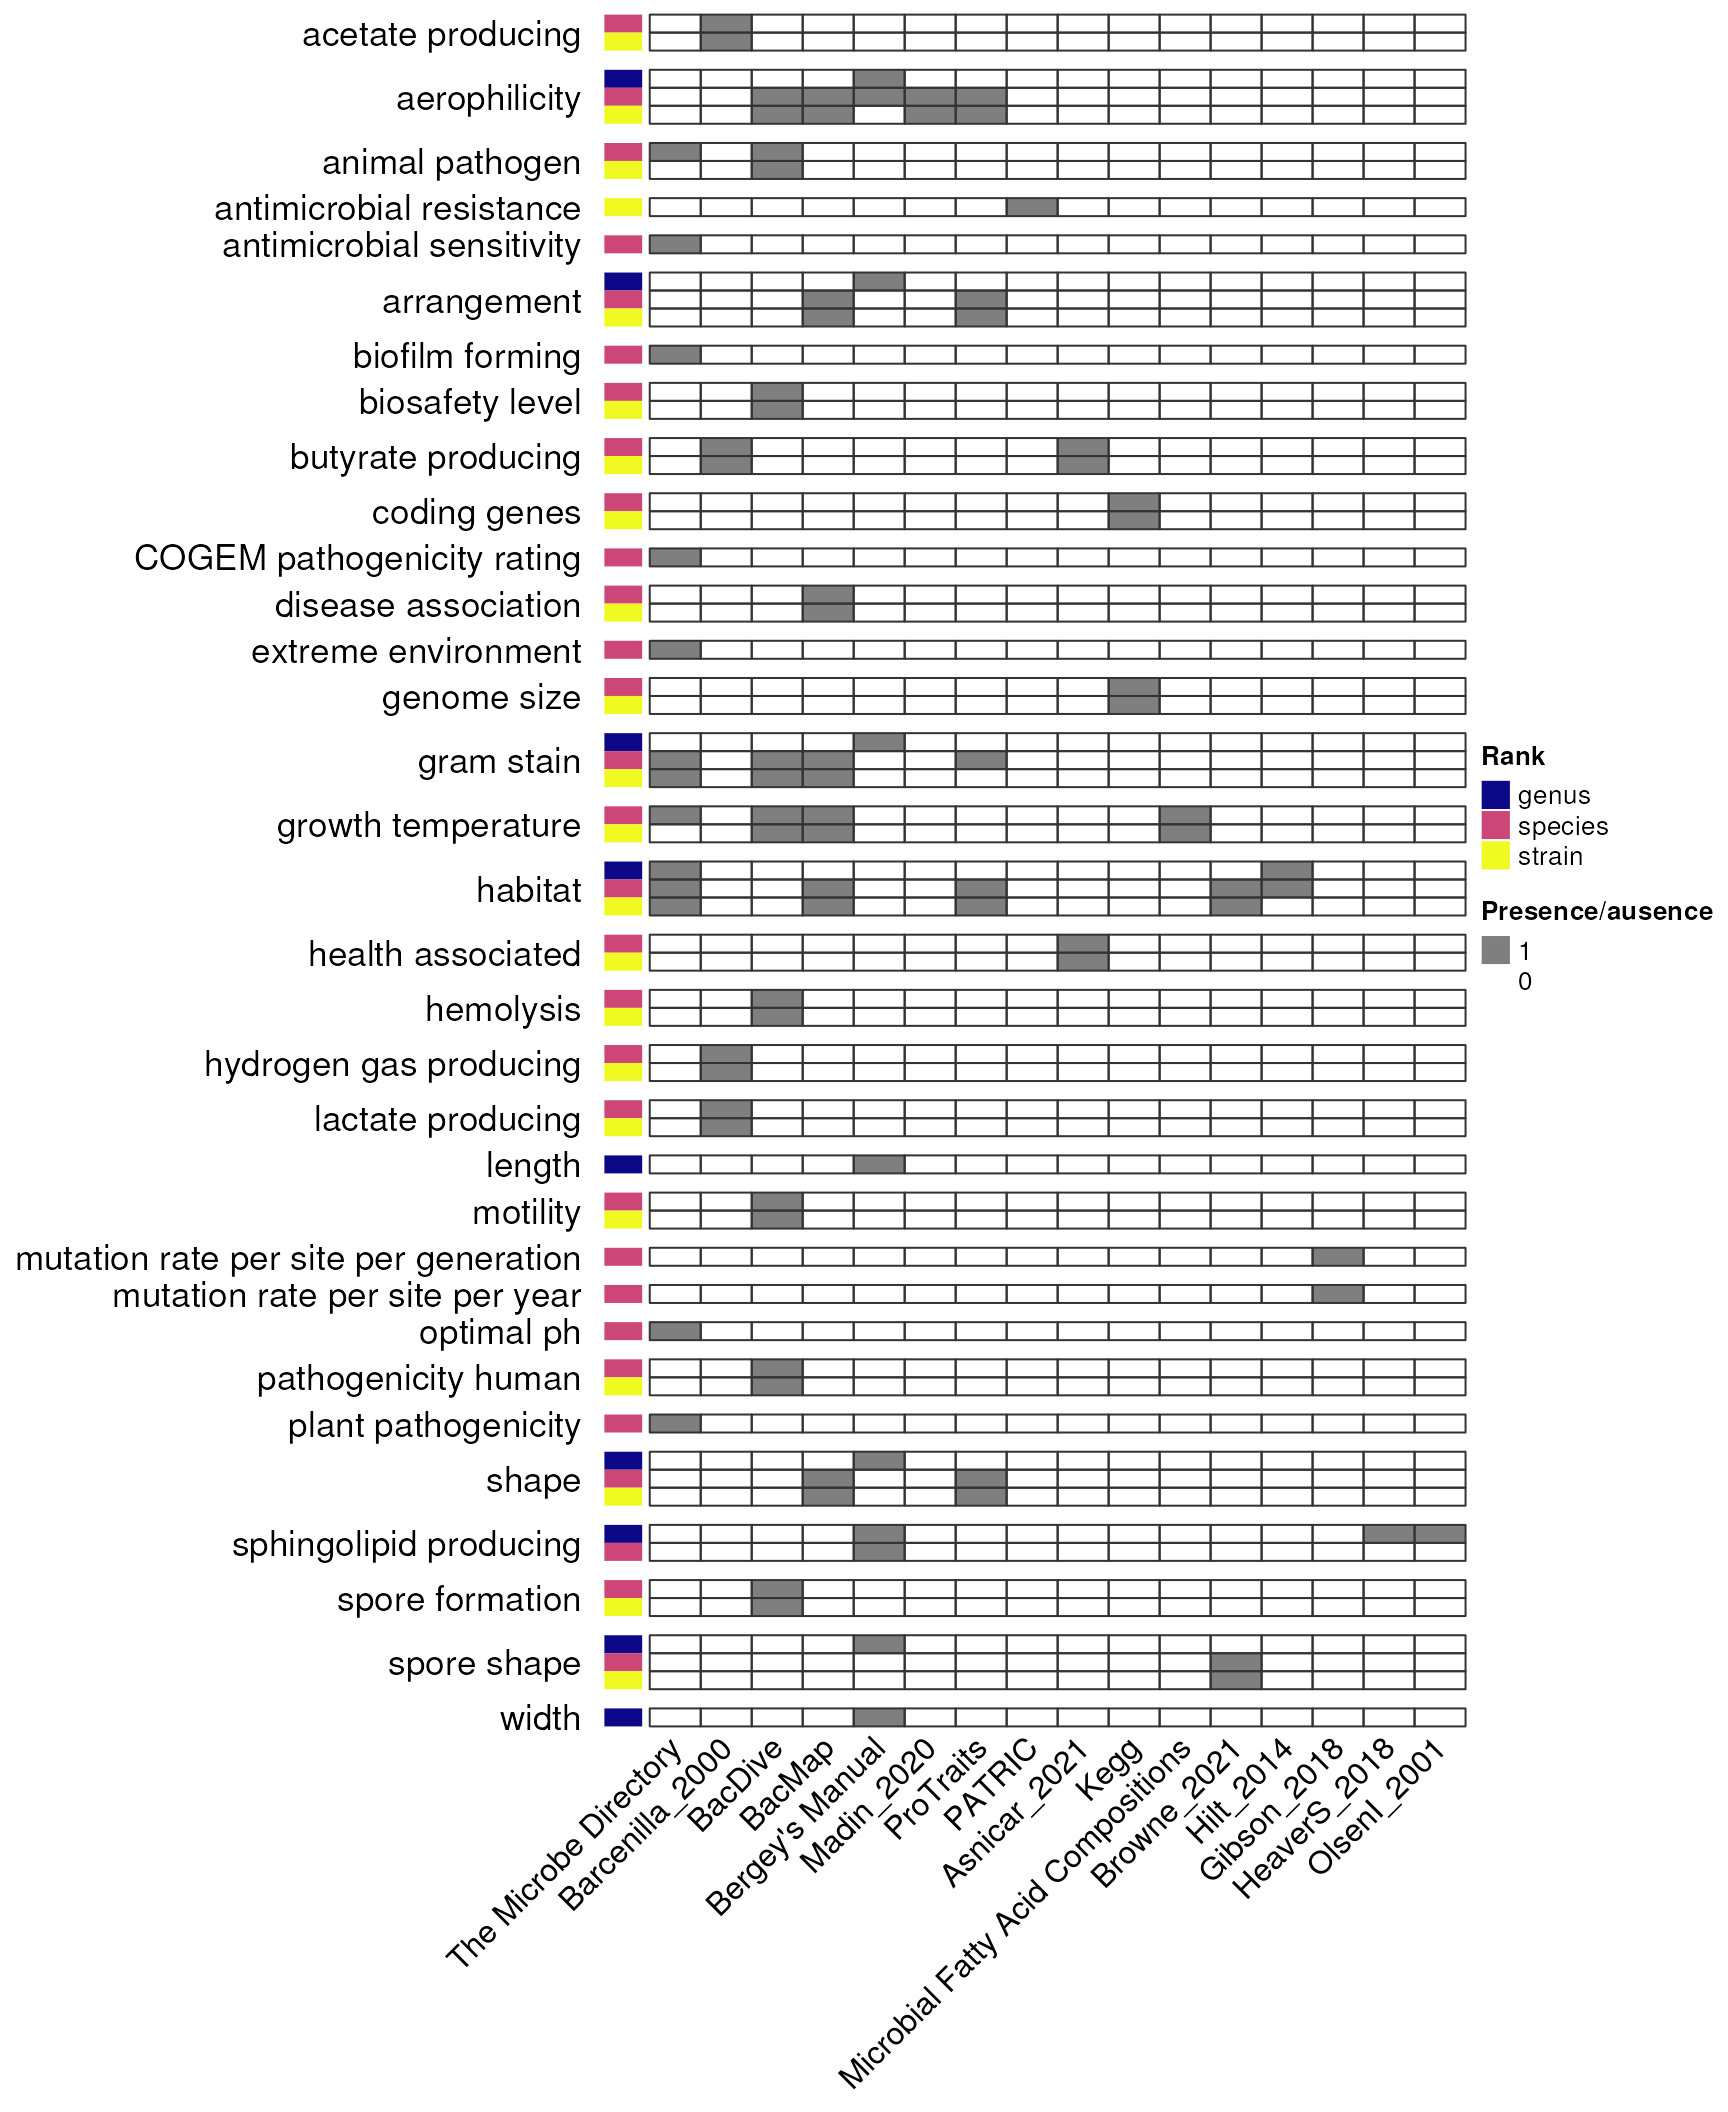 acetate producing
aerophilicity
animal pathogen
antimicrobial resistance
antimicrobial sensitivity
arrangement
biofilm forming
biosafety level
butyrate producing
coding genes
COGEM pathogenicity rating
disease association
extreme environment
genome size
gram stain
growth temperature
habitat
health associated
hemolysis
hydrogen gas producing
lactate producing
length
motility
mutation rate per site per generation
mutation rate per site per year
optimal ph
pathogenicity human
plant pathogenicity
shape
sphingolipid producing
spore formation
spore shape
width
Rank
genus
species
strain
Presence/ausence
1
0
The Microbe Directory
Barcenilla_2000
BacDive
BacMap
Bergey's Manual
Madin_2020
ProTraits
PATRIC
Asnicar_2021
Kegg
Microbial Fatty Acid Compositions
Browne_2021
Hilt_2014
Gibson_2018
HeaverS_2018
OlsenI_2001